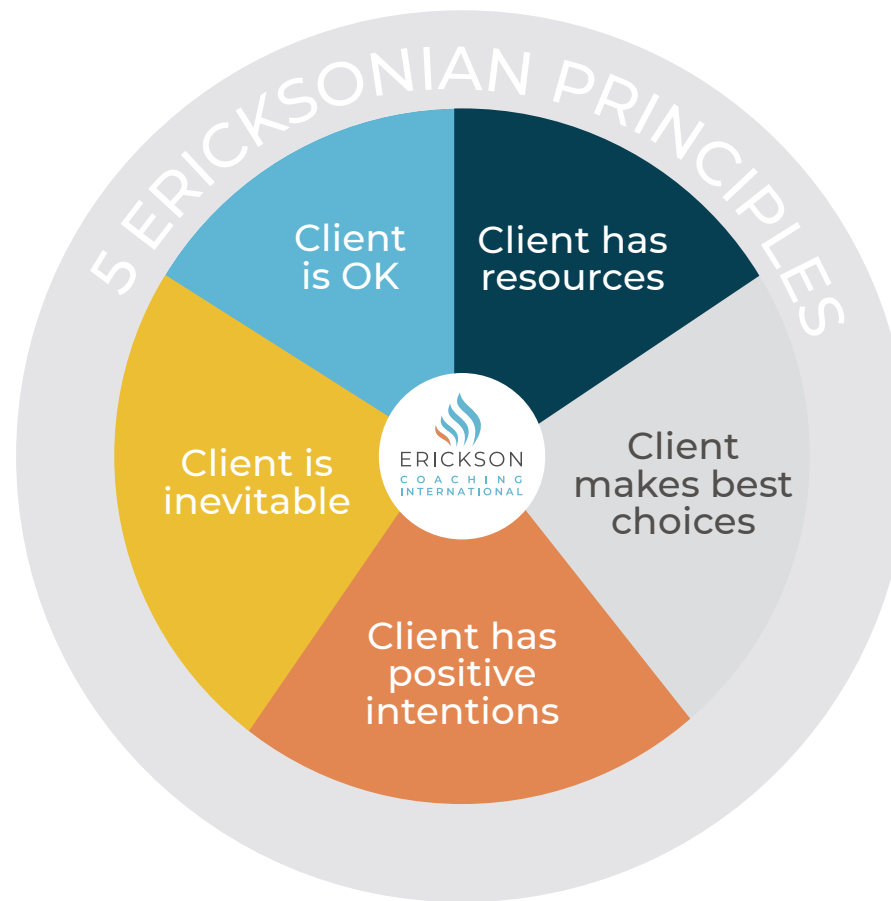 5 ERICKSONIAN PRINCIPLES
Client
is OK
Client has
resources
Client is
inevitable
Client
makes best
choices
ERICKSON
COACHING
INTERNATIONAL
Client has
positive
intentions